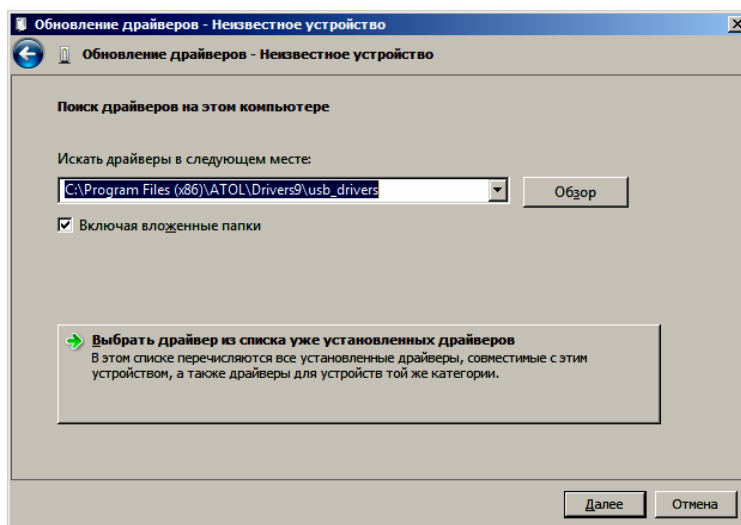 Обновление драйверов - Неизвестное устройство
Обновление драйверов - Неизвестное устройство
Поиск драйверов на этом компьютере
Искать драйверы в следующем месте:
C:\Program Files (x86)\ATOL\Drivers9\usb_drivers
Обзор
Включая вложенные папки
Выбрать драйвер из списка уже установленных драйверов
В этом списке перечисляются все установленные драйверы, совместимые с этим
устройством, а также драйверы для устройств той же категории.
Далее
Отмена